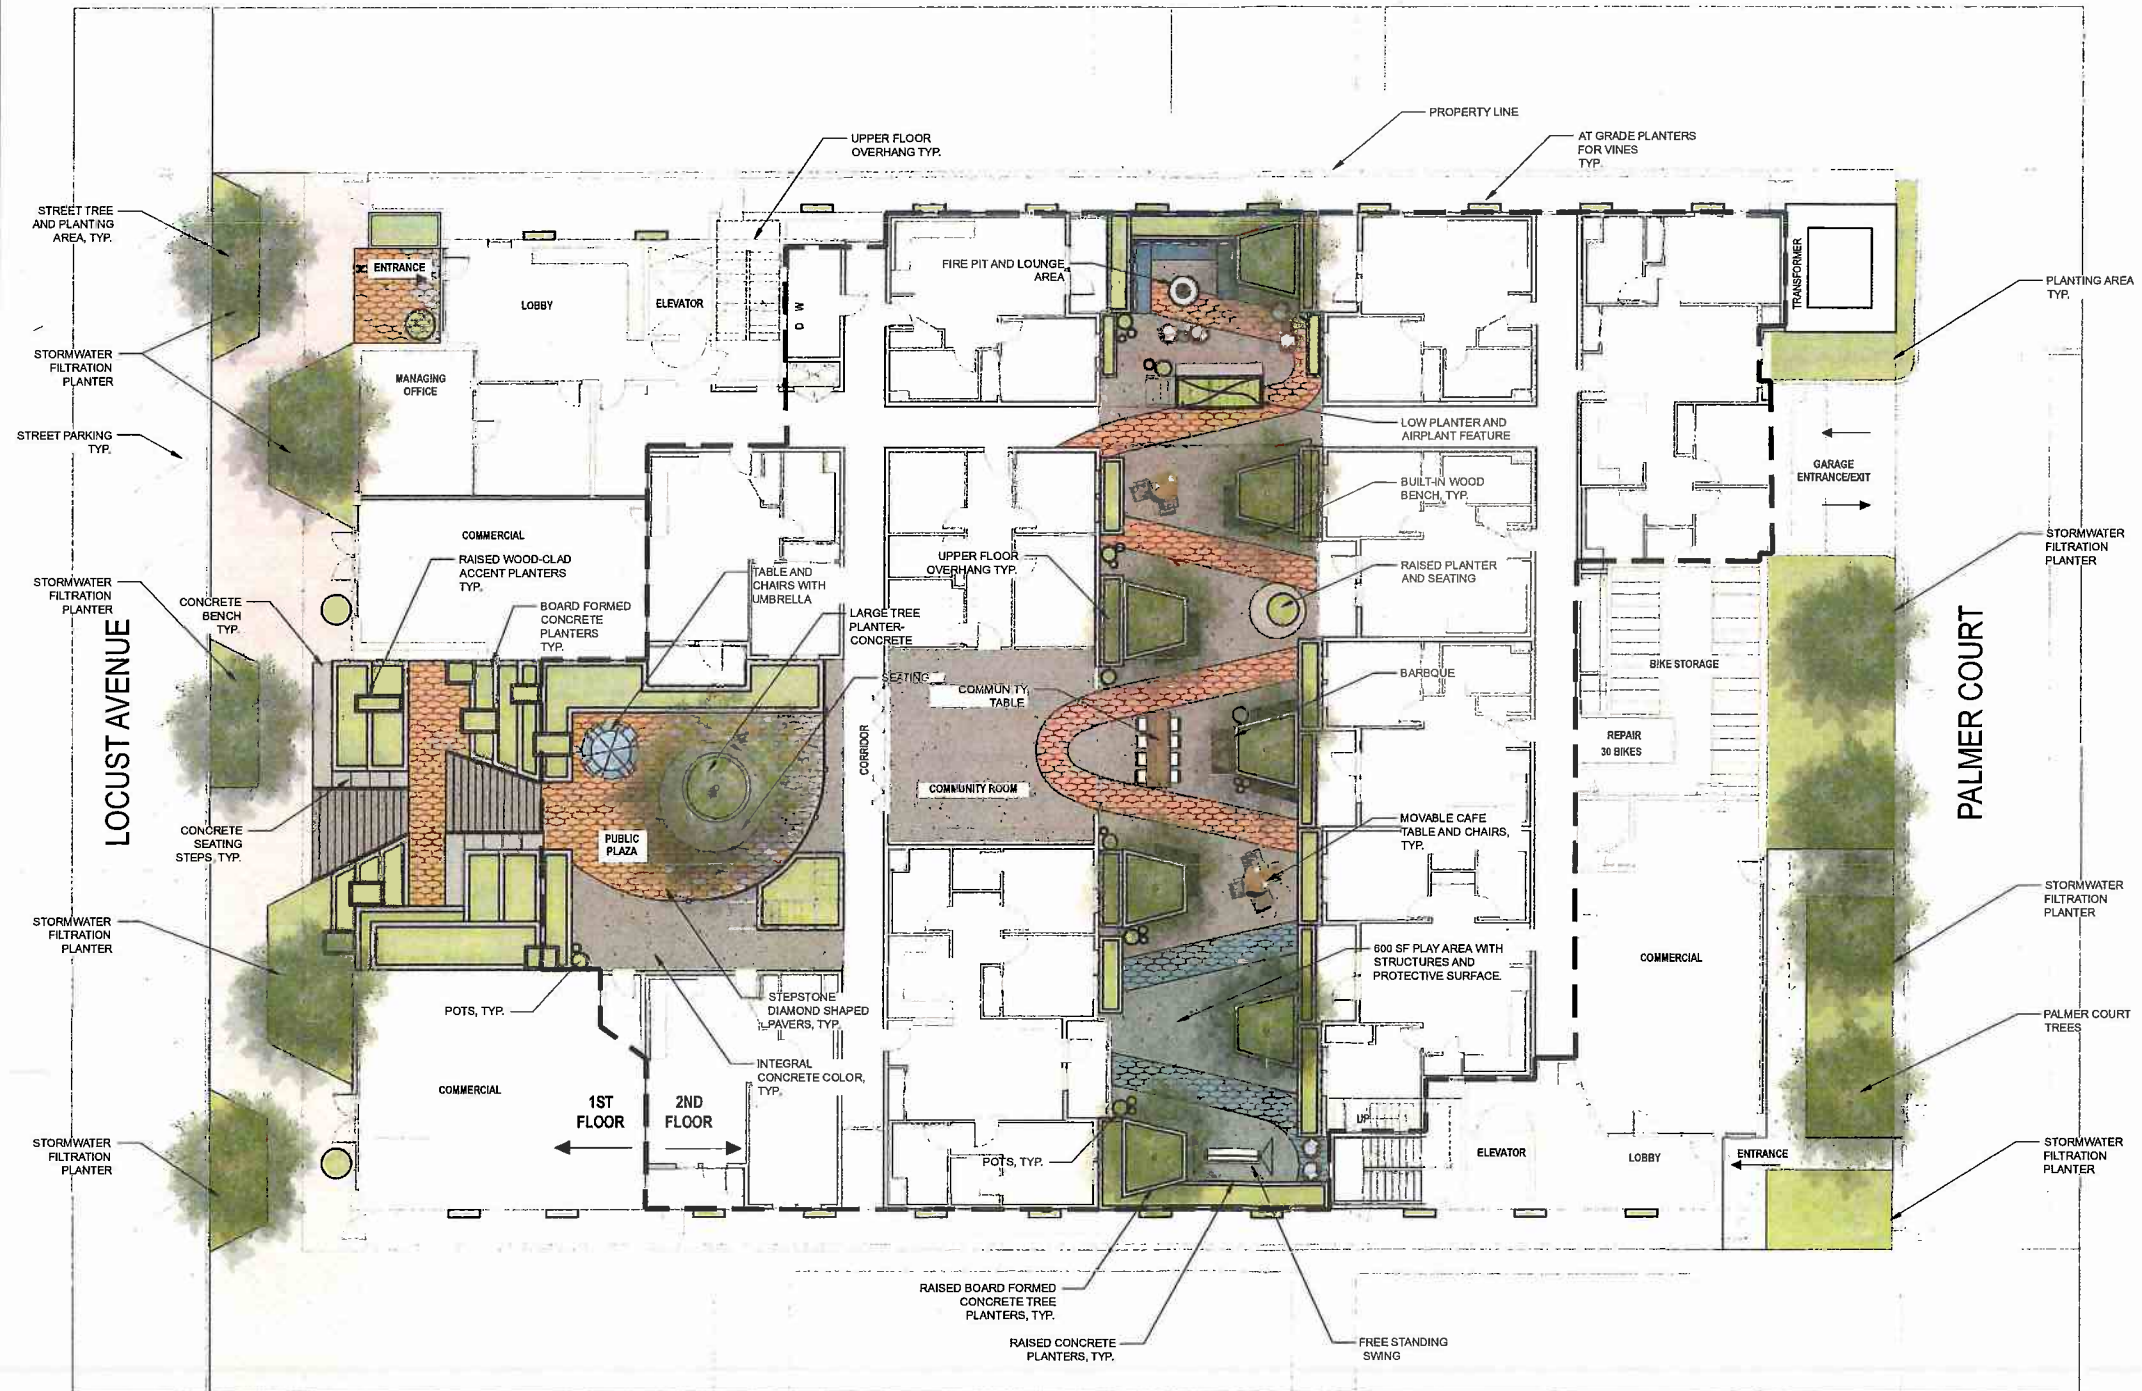 PROPERTY LINE
UPPER FLOOR
OVERHANG TYP.
AT GRADE PLANTERS
FOR VINES
TYP.
STREET TREE
AND PLANTING
AREA, TYP.
ENTRANCE
LOBBY
ELEVATOR
D W
FIRE PIT AND LOUNGE
AREA
TRANSFORMER
PLANTING AREA
TYP.
STORMWATER
FILTRATION
PLANTER
MANAGING
OFFICE
STREET PARKING
TYP.
LOW PLANTER AND
AIRPLANT FEATURE
GARAGE
ENTRANCE/EXIT
BUILT-IN WOOD
BENCH, TYP.
COMMERCIAL
RAISED WOOD-CLAD
ACCENT PLANTERS
TYP.
UPPER FLOOR
OVERHANG TYP.
TABLE AND
CHAIRS WITH
UMBRELLA
RAISED PLANTER
AND SEATING
STORMWATER
FILTRATION
PLANTER
STORMWATER
FILTRATION
PLANTER
CONCRETE
BENCH
TYP.
BOARD FORMED
CONCRETE
PLANTERS
TYP.
LARGE TREE
PLANTER-
CONCRETE
LOCUST AVENUE
PALMER COURT
BIKE STORAGE
SEATING
COMMUNITY
TABLE
BARBQUE
CORRIDOR
REPAIR
30 BIKES
COMMUNITY ROOM
PUBLIC
PLAZA
CONCRETE
SEATING
STEPS, TYP.
MOVABLE CAFE
TABLE AND CHAIRS,
TYP.
STORMWATER
FILTRATION
PLANTER
STORMWATER
FILTRATION
PLANTER
600 SF PLAY AREA WITH
STRUCTURES AND
PROTECTIVE SURFACE.
COMMERCIAL
POTS, TYP.
STEPSTONE
DIAMOND SHAPED
PAVERS, TYP.
PALMER COURT
TREES
INTEGRAL
CONCRETE COLOR,
TYP.
COMMERCIAL
1ST
FLOOR
2ND
FLOOR
UP
STORMWATER
FILTRATION
PLANTER
POTS, TYP.
ELEVATOR
LOBBY
ENTRANCE
STORMWATER
FILTRATION
PLANTER
RAISED BOARD FORMED
CONCRETE TREE
PLANTERS, TYP.
RAISED CONCRETE
PLANTERS, TYP.
FREE STANDING
SWING